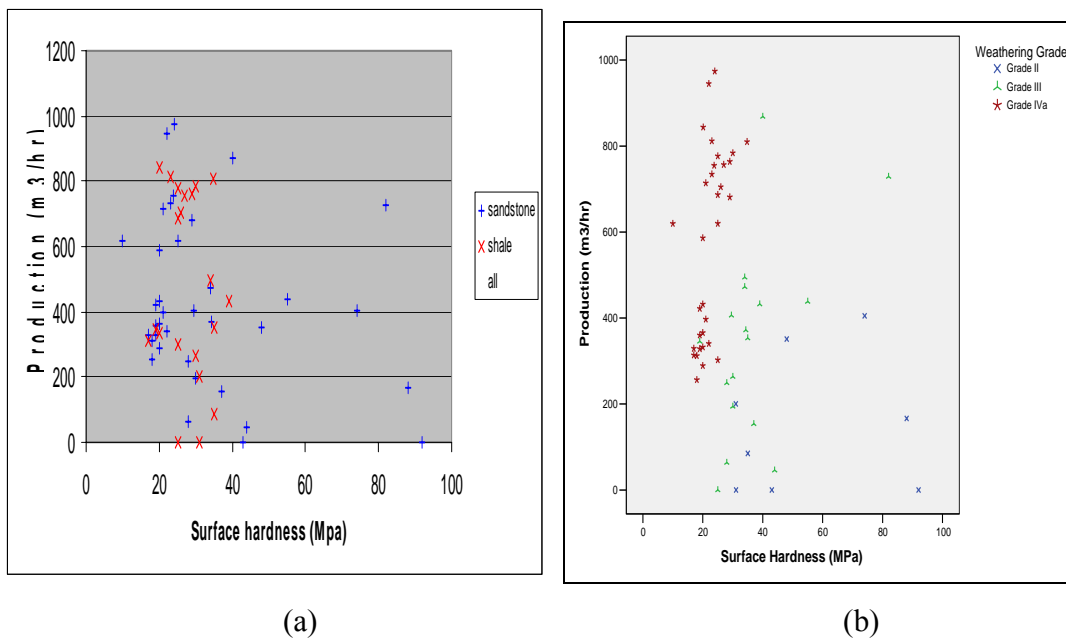 1200
1000
800
600
400
200
0
Production (m3/hr)
0 20 40 60 80 100
Surface hardness (Mpa)
sandstone
shale
all
(a)
1000
800
600
400
200
0
Production (m3/hr)
0 20 40 60 80 100
Surface Hardness (MPa)
Weathering Grade
Grade II
Grade III
Grade IVa
(b)